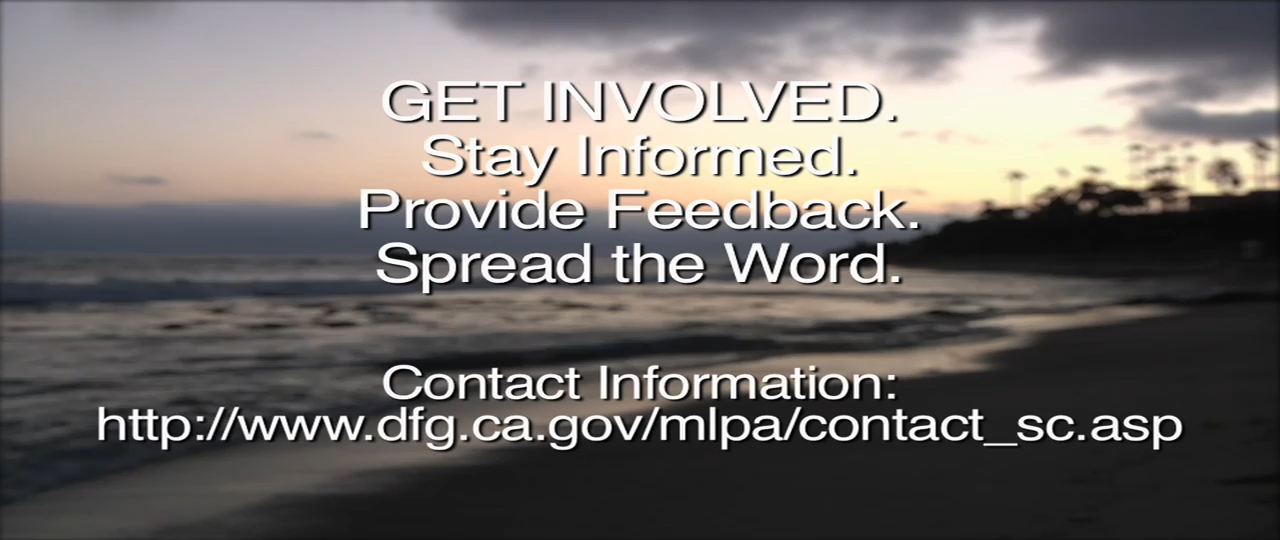 GET INVOLVED.
Stay Informed.
Provide Feedback.
Spread the Word.
Contact Information:
http://www.dfg.ca.gov/mlpa/contact_sc.asp